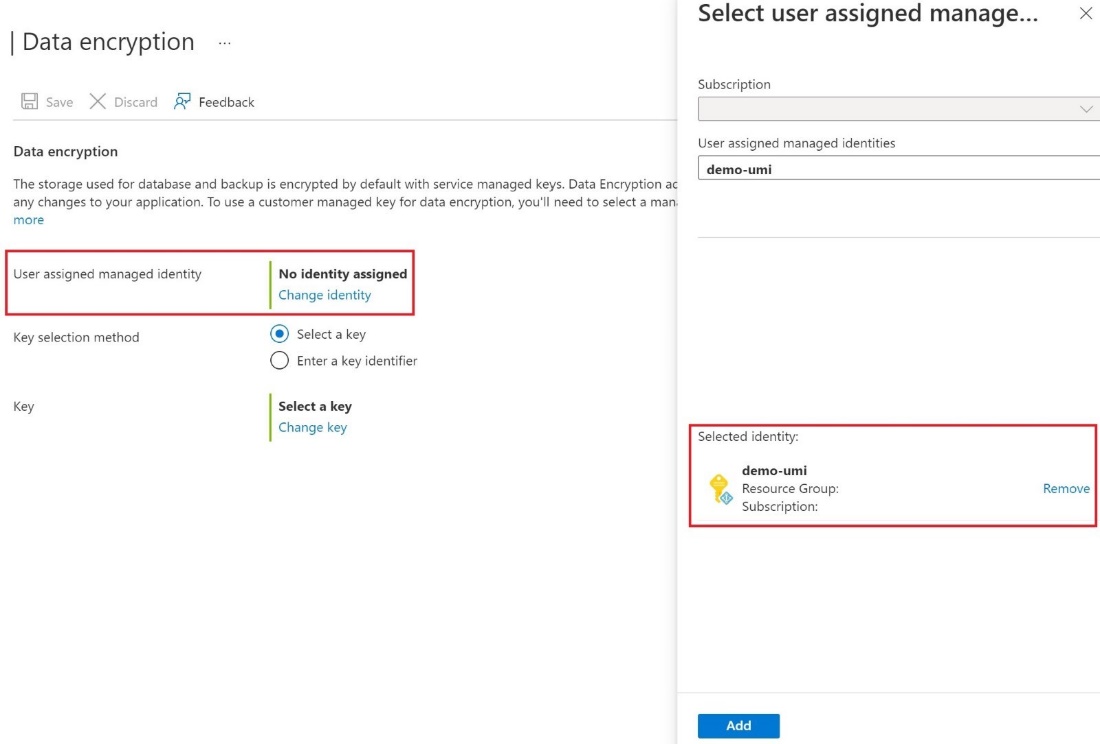 | Data encryption ...
Save Discard Feedback
Data encryption
The storage used for database and backup is encrypted by default with service managed keys. Data Encryption
any changes to your application. To use a customer managed key for data encryption, you'll need to select a
more
User assigned managed identity
No identity assigned
Change identity
Key selection method
Select a key
Enter a key identifier
Key
Select a key
Change key
Select user assigned manage...
Subscription
User assigned managed identities
demo-umi
Selected identity:
demo-umi
Resource Group:
Remove
Subscription:
Add